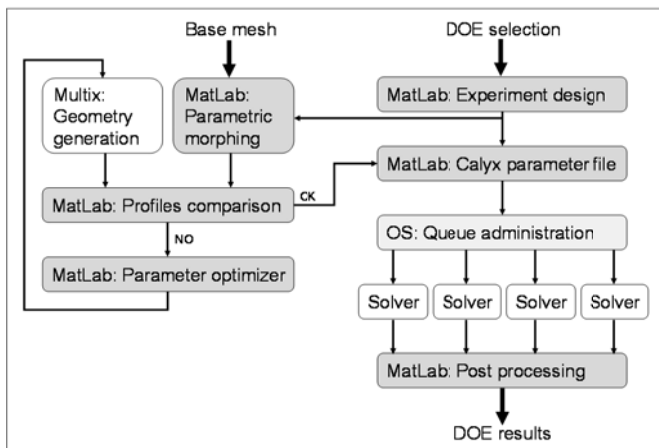 Base mesh
DOE selection
Multix:
Geometry
generation
MatLab:
Parametric
morphing
MatLab: Experiment design
MatLab: Calyx parameter file
CK
MatLab: Profiles comparison
NO
OS: Queue administration
MatLab: Parameter optimizer
Solver
Solver
Solver
Solver
MatLab: Post processing
DOE results